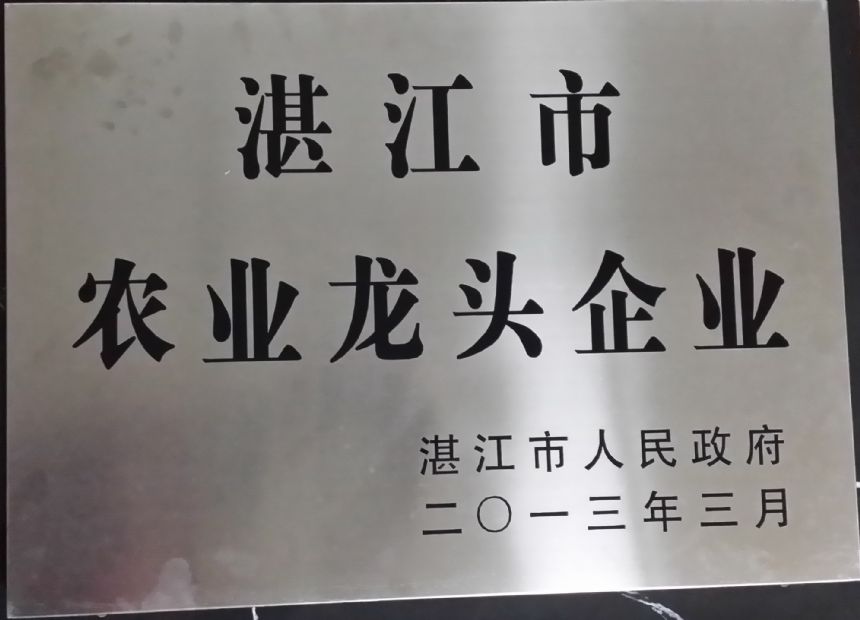 湛江市
农业龙头企业
湛江市人民政府
二〇一三年三月